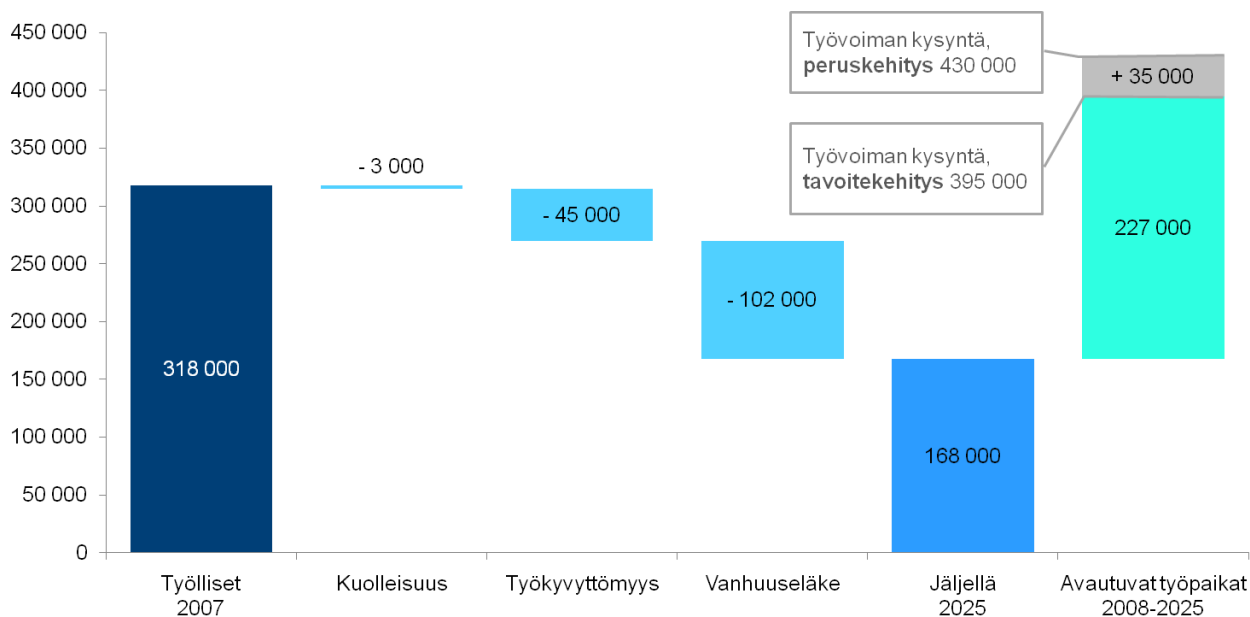 450 000
400 000
350 000
300 000
250 000
200 000
150 000
100 000
50 000
0
318 000
- 3 000
- 45 000
- 102 000
168 000
Työvoiman kysyntä,
peruskehitys 430 000
Työvoiman kysyntä,
tavoitekehitys 395 000
+ 35 000
227 000
Työlliset
2007
Kuolleisuus
Työkyvyttömyys
Vanhuuseläke
Jäljellä
2025
Avautuvat työpaikat
2008-2025